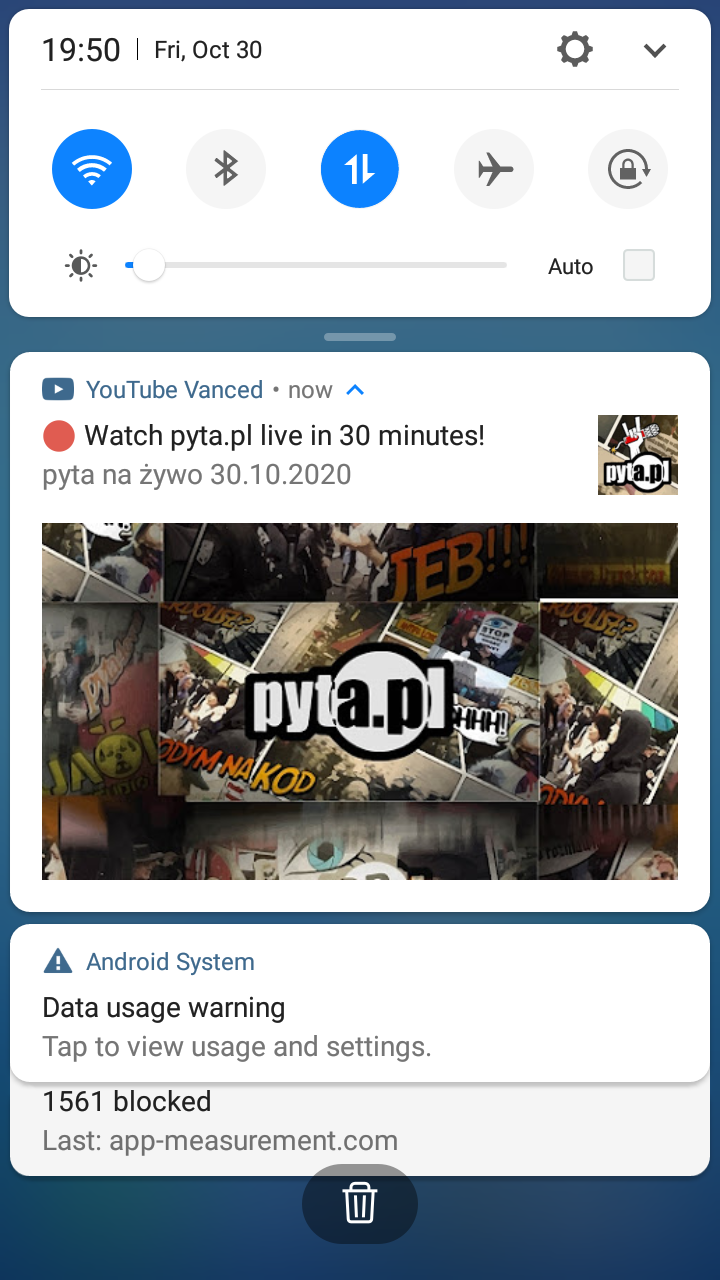 19:50 | Fri, Oct 30
Auto
YouTube Vanced • now
Watch pyta.pl live in 30 minutes!
pyta na żywo 30.10.2020
pyta.pl
JEB!!!
STOP
pyta.pl
HHH!
ODYM NA KOD
Android System
Data usage warning
Tap to view usage and settings.
1561 blocked
Last: app-measurement.com